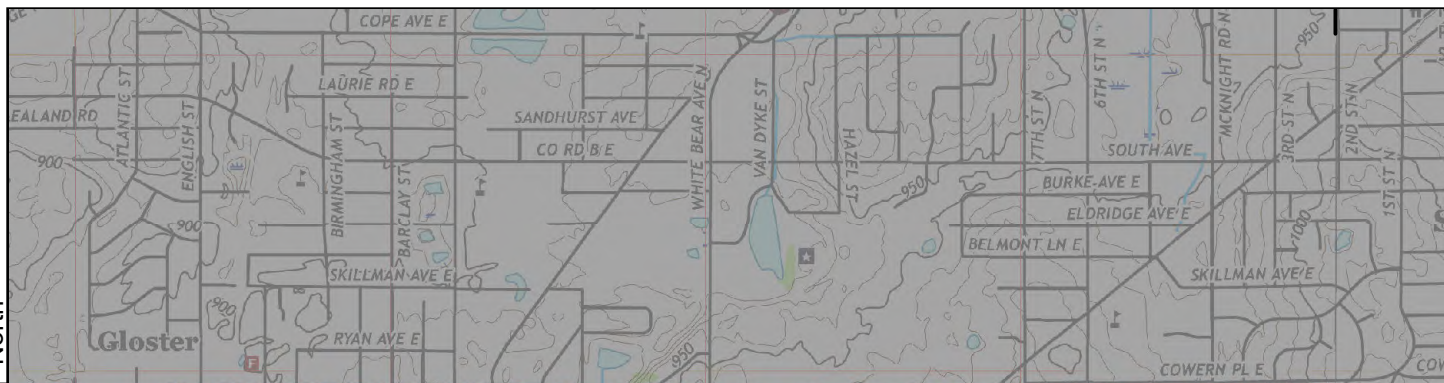 COPE AVE E
LAURIE RD E
ATLANTIC ST
ENGLISH ST
EALAND RD
SANDHURST AVE
CO RD B E
900
BIRMINGHAM ST
BARCLAY ST
WHITE BEAR AVE N
VAN DYKE ST
HAZEL ST
950
7TH ST N
6TH ST N
MCKNIGHT RD N
950
3RD ST N
2ND ST N
1ST ST N
SOUTH AVE
BURKE AVE E
ELDRIDGE AVE E
BELMONT LN E
1000
900
SKILLMAN AVE E
SKILLMAN AVE E
900
Gloster
RYAN AVE E
F
950
COWERN PL E
COW
North